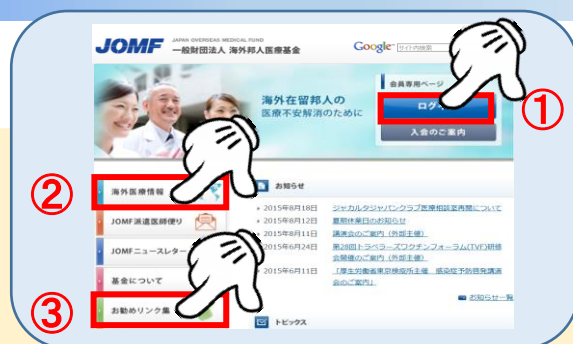 JOMF JAPAN OVERSEAS MEDICAL FUND
一般財団法人 海外邦人医療基金
Google サイト内検索
会員専用ページ
①
海外在留邦人の
医療不安解消のために
入会のご案内
②
海外医療情報
お知らせ
JOMF派遣医師便り
2015年8月18日 ジャカルタジャパンクラブ医療相談室再開について
2015年8月12日 夏期休業日のお知らせ
2015年8月11日 講演会のご案内（外部主催）
JOMFニュースレター
2015年6月24日 第28回トラベラーズワクチンフォーラム(TVF)研修
会開催のご案内（外部主催）
基金について
2015年6月11日 「厚生労働省東京検疫所主催 感染症予防啓発講演
会のご案内」
お知らせ一覧
③
お勧めリンク集
トピックス